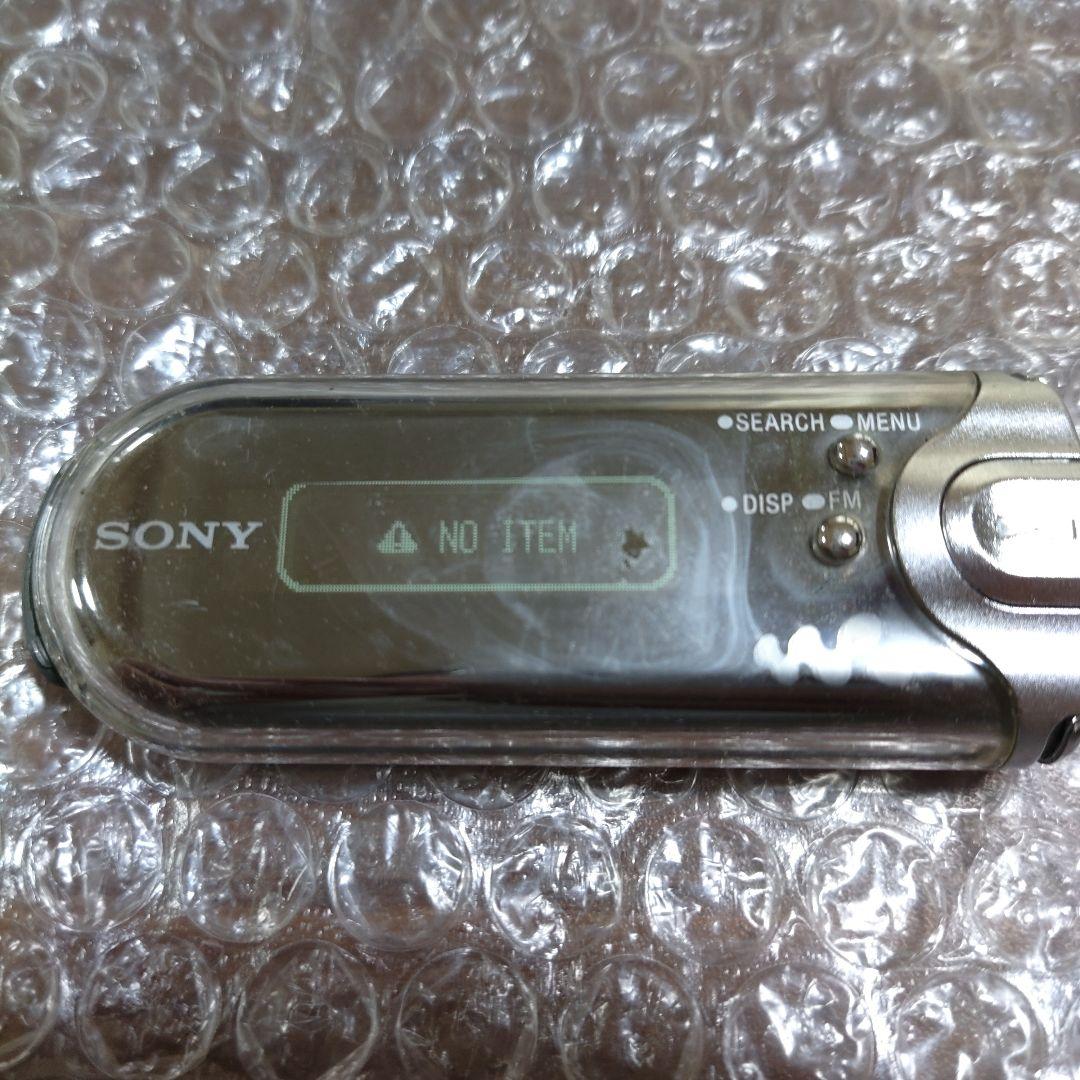 SEARCH MENU
DISP FM
SONY
NO ITEM